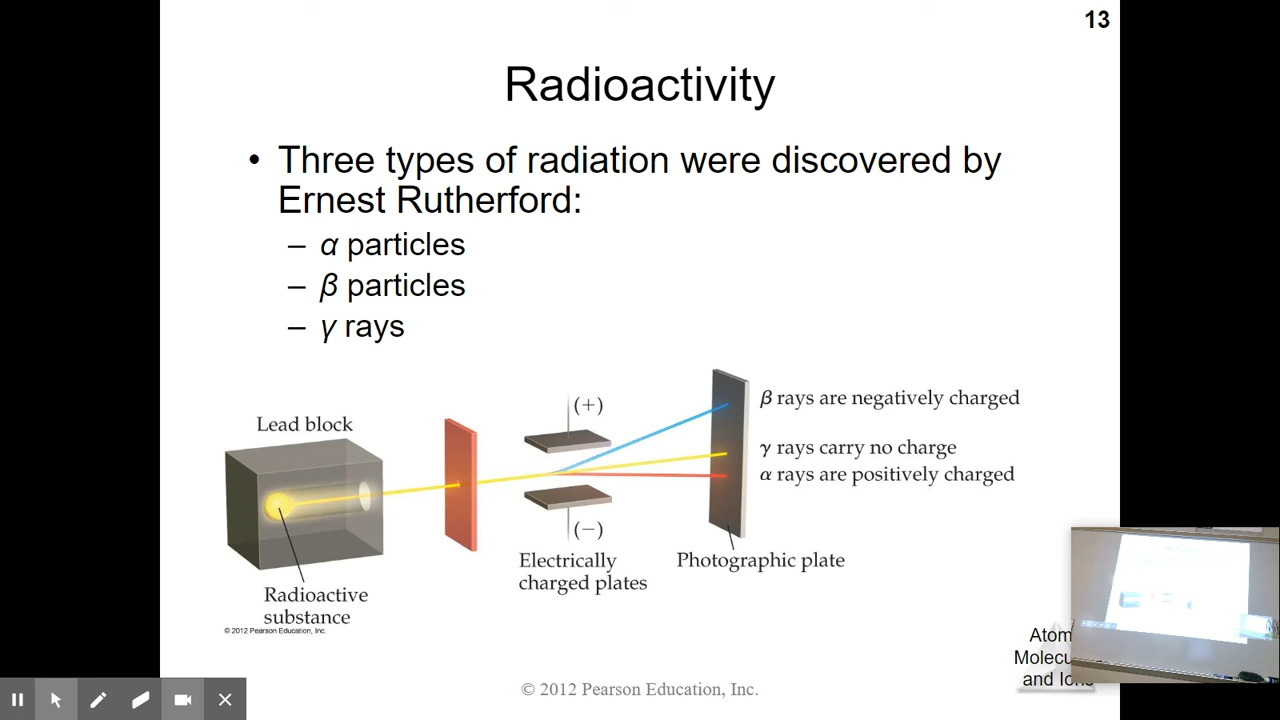 13
Radioactivity
• Three types of radiation were discovered by
Ernest Rutherford:
– α particles
– β particles
– γ rays
Lead block
(+)
β rays are negatively charged
γ rays carry no charge
α rays are positively charged
(−)
Electrically
charged plates
Photographic plate
Radioactive
substance
© 2012 Pearson Education, Inc.
and
© 2012 Pearson Education, Inc.